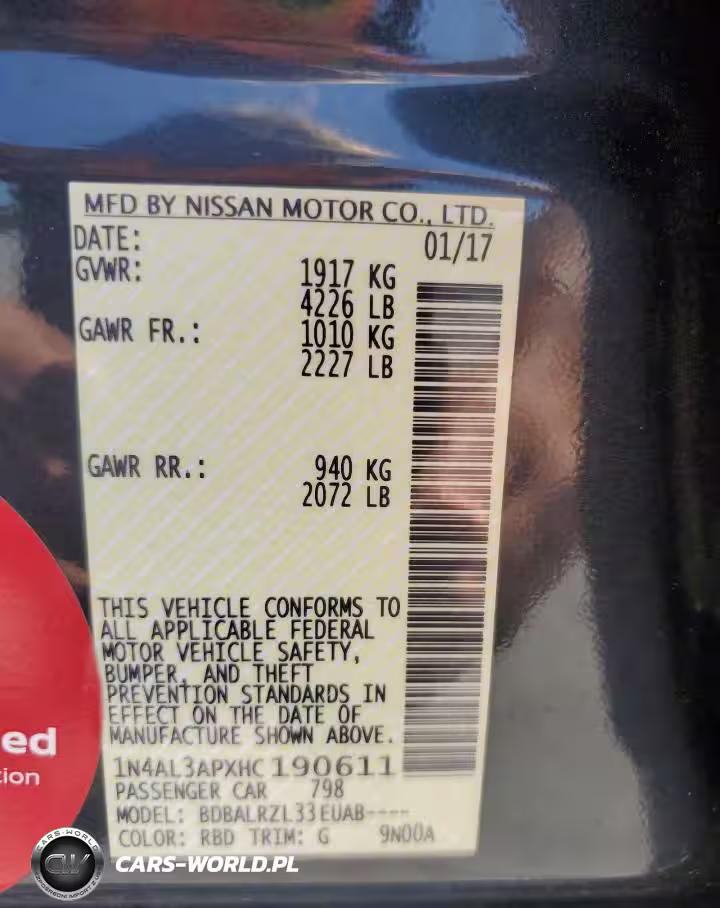 MFD BY NISSAN MOTOR CO., LTD.
DATE: 01/17
GVWR: 1917 KG
4226 LB
GAWR FR.: 1010 KG
2227 LB
GAWR RR.: 940 KG
2072 LB
THIS VEHICLE CONFORMS TO
ALL APPLICABLE FEDERAL
MOTOR VEHICLE SAFETY,
BUMPER, AND THEFT
PREVENTION STANDARDS IN
EFFECT ON THE DATE OF
MANUFACTURE SHOWN ABOVE.
1N4AL3APXHC190611
PASSENGER CAR 798
MODEL: BDBALRZL33EUAB----
COLOR: RBD TRIM: G 9N00A
ed
tion
CARS-WORLD
CW
CARS-WORLD.PL